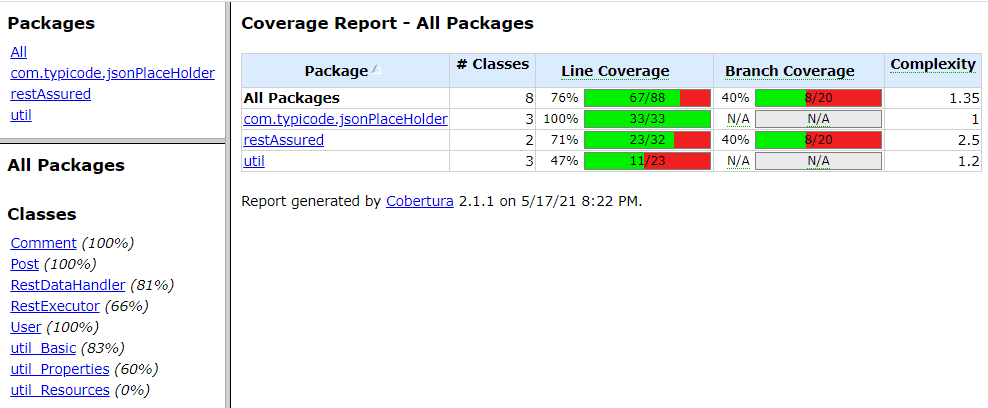 Packages
All
com.typicode.jsonPlaceHolder
restAssured
util
All Packages
Classes
Comment (100%)
Post (100%)
RestDataHandler (81%)
RestExecutor (66%)
User (100%)
util_Basic (83%)
util_Properties (60%)
util_Resources (0%)
Coverage Report - All Packages
Package # Classes Line Coverage Branch Coverage Complexity
All Packages 8 76% 67/88 40% 8/20 1.35
com.typicode.jsonPlaceHolder 3 100% 33/33 N/A N/A 1
restAssured 2 71% 23/32 40% 8/20 2.5
util 3 47% 11/23 N/A N/A 1.2
Report generated by Cobertura 2.1.1 on 5/17/21 8:22 PM.